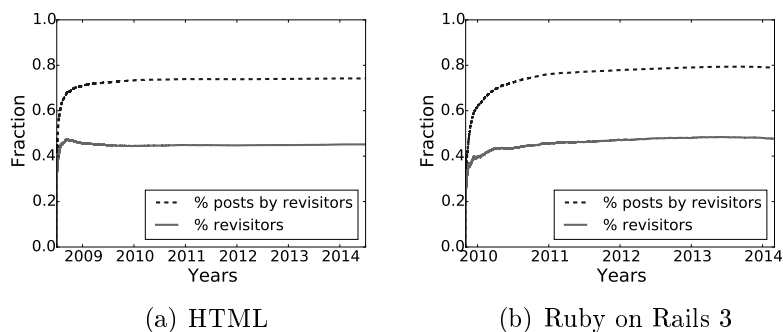 1.0
0.8
0.6
0.4
0.2
0.0
Fraction
% posts by revisitors
% revisitors
2009 2010 2011 2012 2013 2014
Years
(a) HTML
1.0
0.8
0.6
0.4
0.2
0.0
Fraction
% posts by revisitors
% revisitors
2010 2011 2012 2013 2014
Years
(b) Ruby on Rails 3